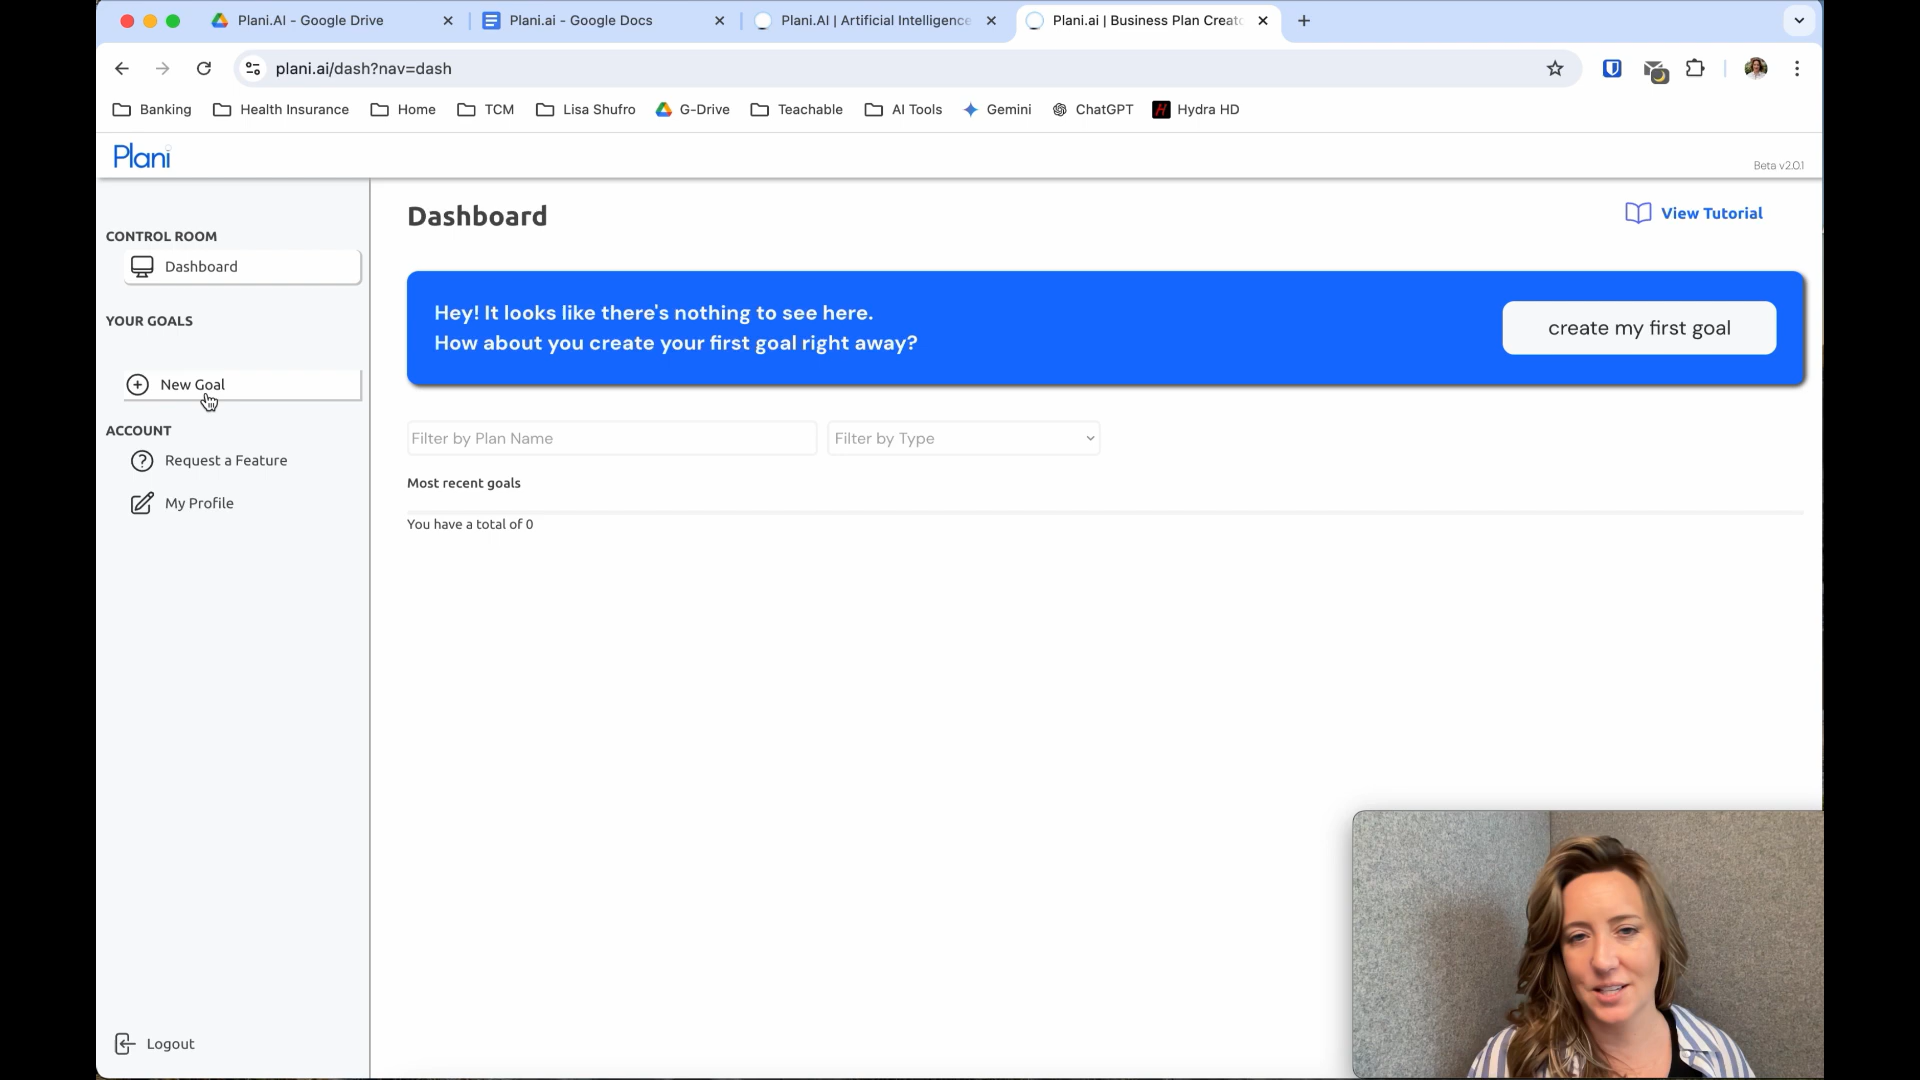 Plani.AI - Google Drive
Plani.ai - Google Docs
Plani.AI | Artificial Intelligence
Plani.ai | Business Plan Creat
plani.ai/dash?nav=dash
Banking
Health Insurance
Home
TCM
Lisa Shufro
G-Drive
Teachable
AI Tools
Gemini
ChatGPT
Hydra HD
Plani
Beta v2.0.1
Dashboard
View Tutorial
CONTROL ROOM
Dashboard
YOUR GOALS
New Goal
ACCOUNT
Request a Feature
My Profile
Logout
Hey! It looks like there's nothing to see here.
How about you create your first goal right away?
create my first goal
Filter by Plan Name
Filter by Type
Most recent goals
You have a total of 0